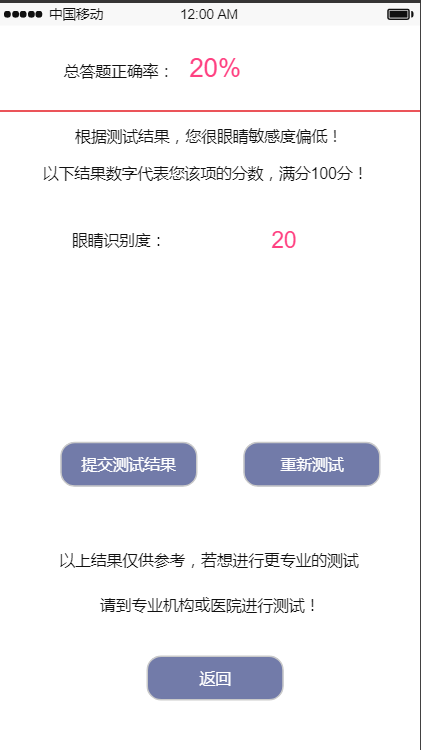 中国移动 12:00 AM
总答题正确率： 20%
根据测试结果，您很眼睛敏感度偏低！
以下结果数字代表您该项的分数，满分100分！
眼睛识别度： 20
提交测试结果 重新测试
以上结果仅供参考，若想进行更专业的测试
请到专业机构或医院进行测试！
返回